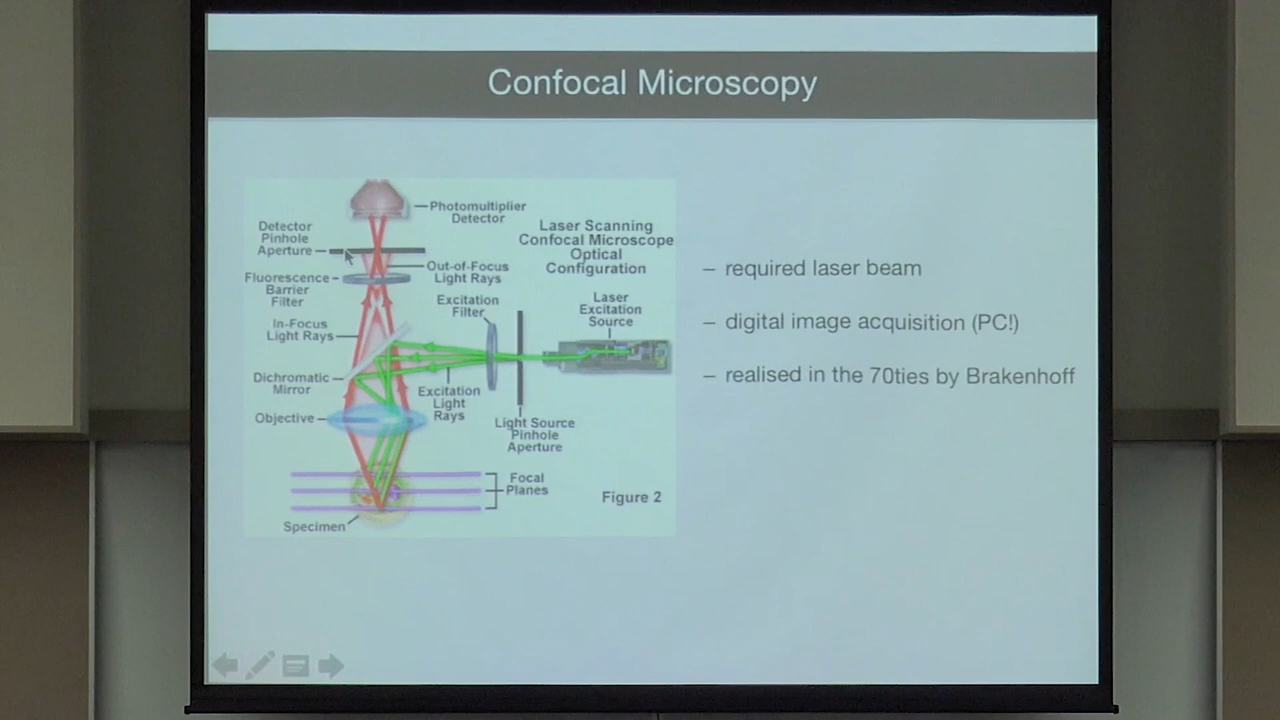 Confocal Microscopy
Photomultiplier
Detector
Detector
Pinhole
Aperture
Laser Scanning
Confocal Microscope
Optical
Configuration
Out-of-Focus
Light Rays
Fluorescence
Barrier
Filter
Excitation
Filter
Laser
Excitation
Source
In-Focus
Light Rays
Dichromatic
Mirror
Excitation
Light
Rays
Objective
Light Source
Pinhole
Aperture
Focal
Planes
Figure 2
Specimen
– required laser beam
– digital image acquisition (PC!)
– realised in the 70ties by Brakenhoff